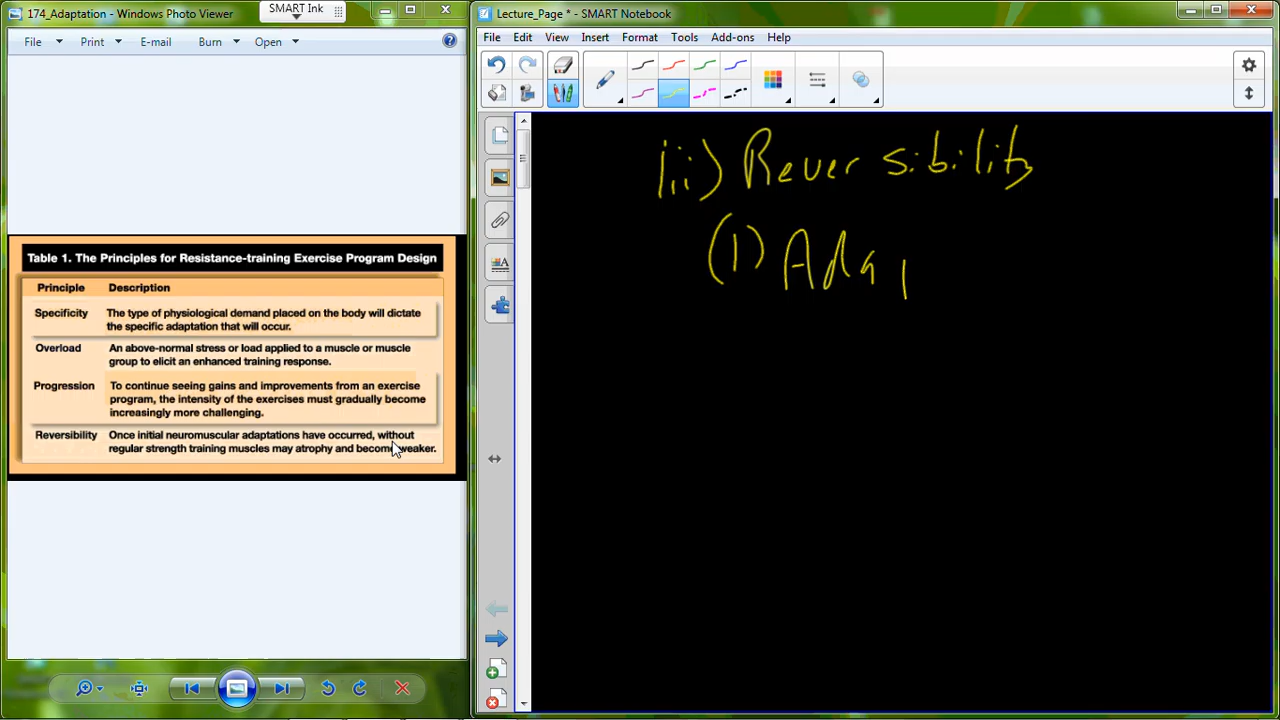 174_Adaptation - Windows Photo Viewer
SMART Ink
File Print E-mail Burn Open
Table 1. The Principles for Resistance-training Exercise Program Design
Principle Description
Specificity The type of physiological demand placed on the body will dictate
the specific adaptation that will occur.
Overload An above-normal stress or load applied to a muscle or muscle
group to elicit an enhanced training response.
Progression To continue seeing gains and improvements from an exercise
program, the intensity of the exercises must gradually become
increasingly more challenging.
Reversibility Once initial neuromuscular adaptations have occurred, without
regular strength training muscles may atrophy and become weaker.
Lecture_Page * - SMART Notebook
File Edit View Insert Format Tools Add-ons Help
iii) Reversibility
(1) Ada